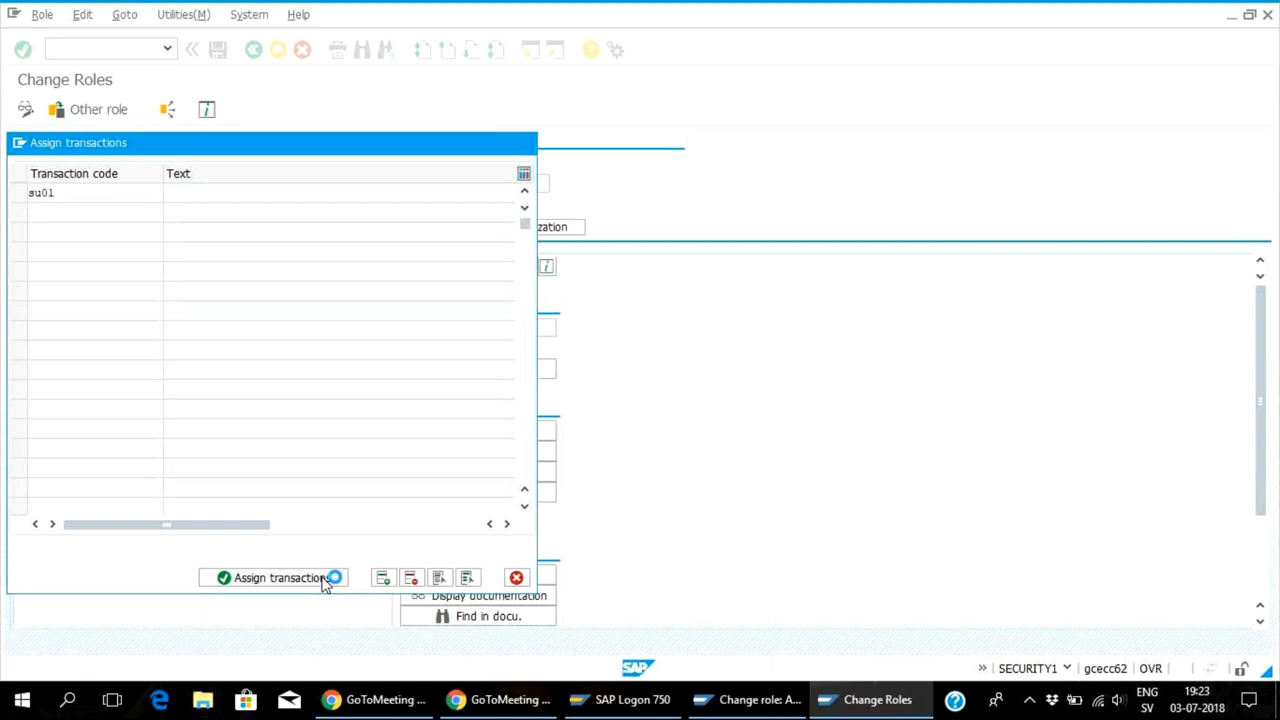 Role Edit Goto Utilities(M) System Help
Change Roles
Other role
Assign transactions
Transaction code Text
su01
zation
Assign transaction
Display documentation
Find in docu.
SAP
SECURITY1 gcecc62 OVR
GoToMeeting ... GoToMeeting ... SAP Logon 750 Change role: A... Change Roles
ENG 19:23
SV 03-07-2018